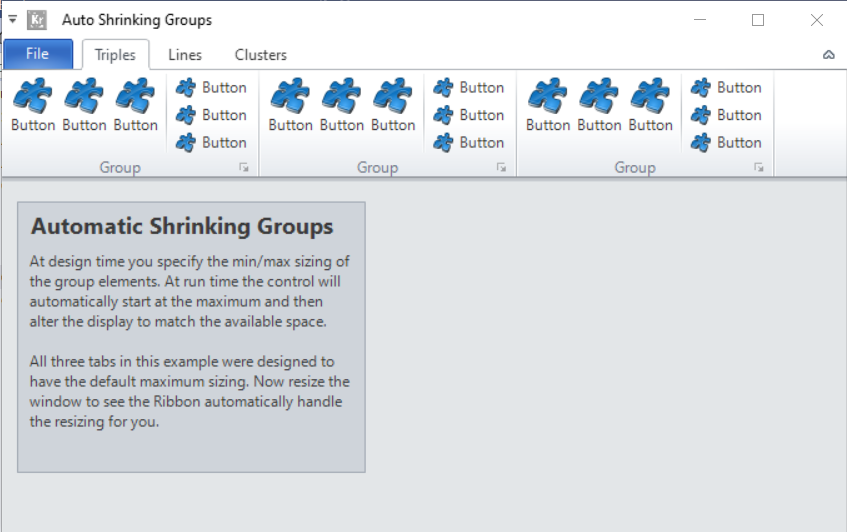 Kr Auto Shrinking Groups
File Triples Lines Clusters
Button Button Button Button Button Button Button Button Button Button Button Button
Button Button Button
Button Button Button
Group Group Group
Automatic Shrinking Groups
At design time you specify the min/max sizing of
the group elements. At run time the control will
automatically start at the maximum and then
alter the display to match the available space.
All three tabs in this example were designed to
have the default maximum sizing. Now resize the
window to see the Ribbon automatically handle
the resizing for you.